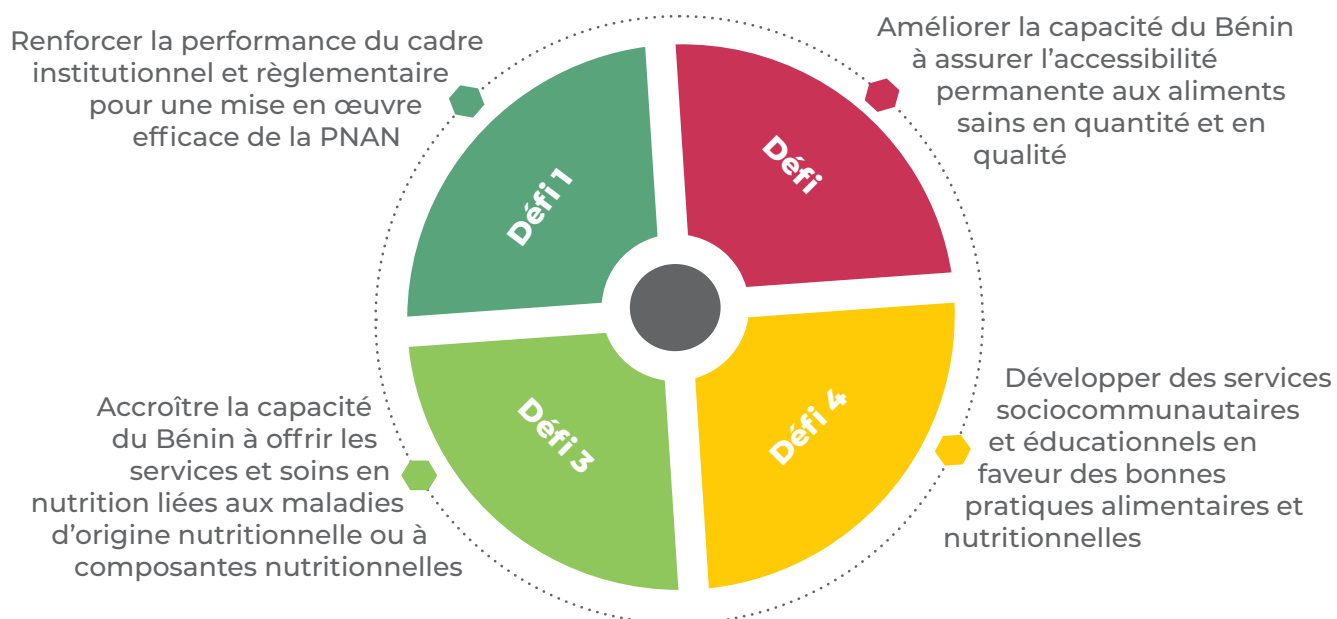 Renforcer la performance du cadre
institutionnel et règlementaire
pour une mise en œuvre
efficace de la PNAN
Améliorer la capacité du Bénin
à assurer l’accessibilité
permanente aux aliments
sains en quantité et en
qualité
Défi 1
Défi
Défi 3
Défi 4
Accroître la capacité
du Bénin à offrir les
services et soins en
nutrition liées aux maladies
d’origine nutritionnelle ou à
composantes nutritionnelles
Développer des services
sociocommunautaires
et éducationnels en
faveur des bonnes
pratiques alimentaires et
nutritionnelles